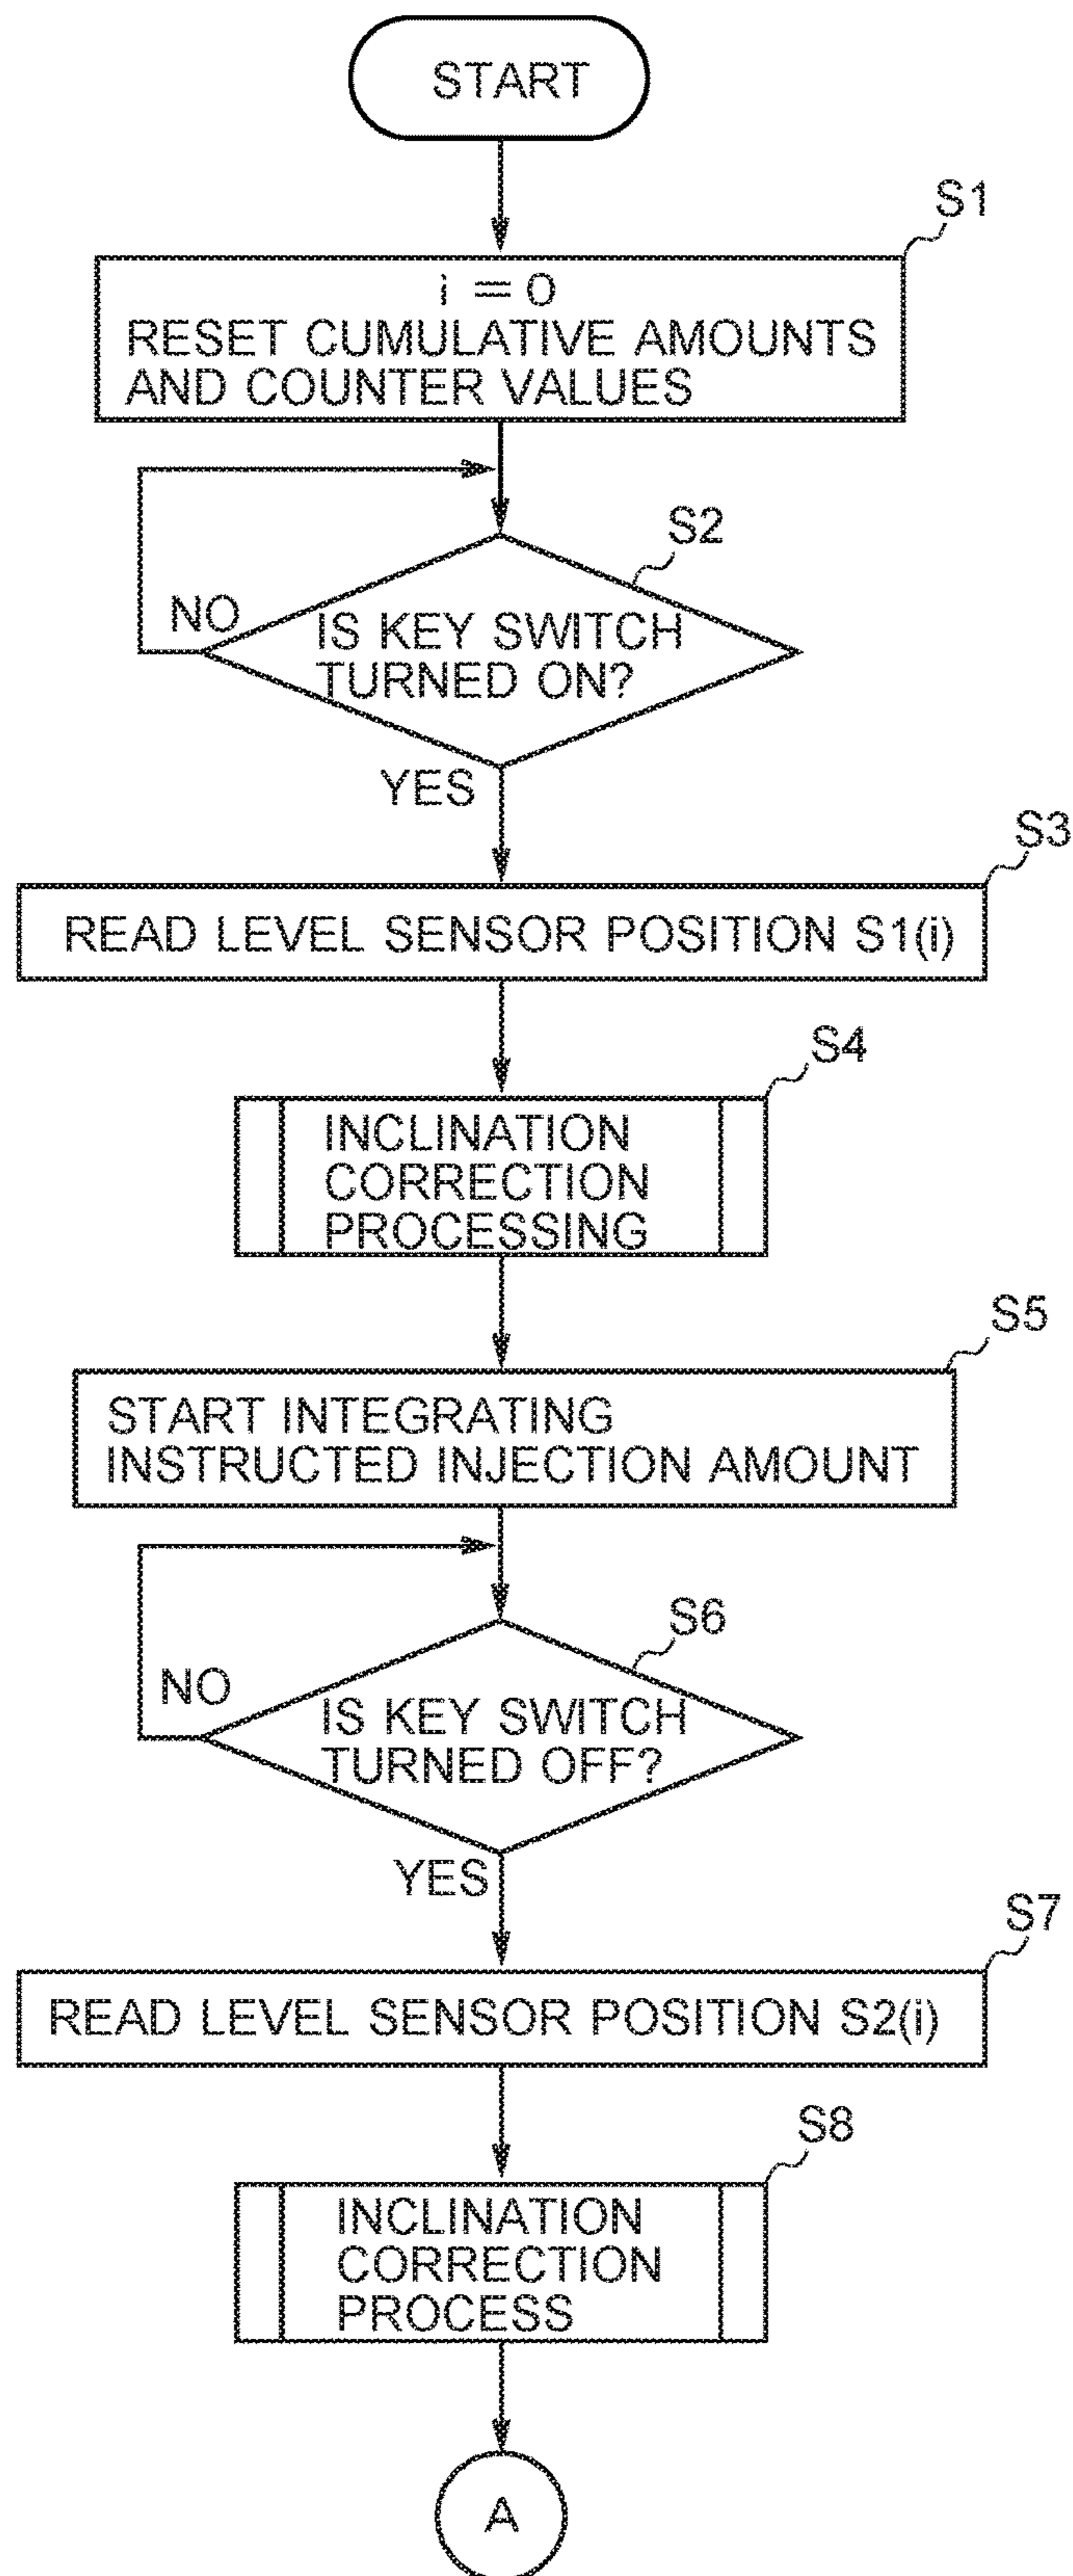 START
S1
i = 0
RESET CUMULATIVE AMOUNTS
AND COUNTER VALUES
S2
NO
IS KEY SWITCH
TURNED ON?
YES
S3
READ LEVEL SENSOR POSITION S1(i)
S4
INCLINATION
CORRECTION
PROCESSING
S5
START INTEGRATING
INSTRUCTED INJECTION AMOUNT
S6
NO
IS KEY SWITCH
TURNED OFF?
YES
S7
READ LEVEL SENSOR POSITION S2(i)
S8
INCLINATION
CORRECTION
PROCESS
A